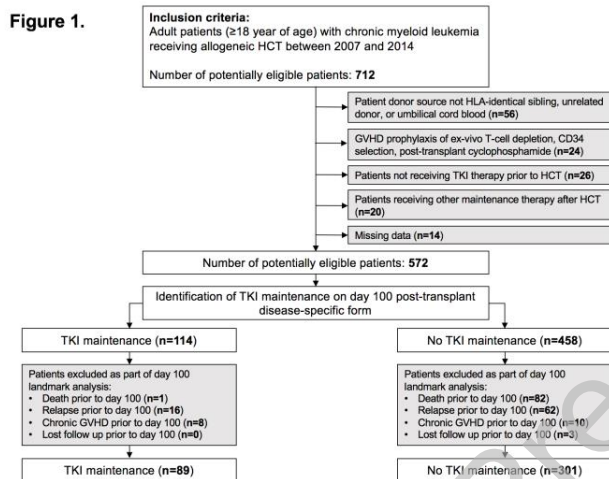 Figure 1.
Inclusion criteria:
Adult patients (≥18 year of age) with chronic myeloid leukemia
receiving allogeneic HCT between 2007 and 2014
Number of potentially eligible patients: 712
Patient donor source not HLA-identical sibling, unrelated
donor, or umbilical cord blood (n=56)
GVHD prophylaxis of ex-vivo T-cell depletion, CD34
selection, post-transplant cyclophosphamide (n=24)
Patients not receiving TKI therapy prior to HCT (n=26)
Patients receiving other maintenance therapy after HCT
(n=20)
Missing data (n=14)
Number of potentially eligible patients: 572
Identification of TKI maintenance on day 100 post-transplant
disease-specific form
TKI maintenance (n=114)
Patients excluded as part of day 100
landmark analysis:
• Death prior to day 100 (n=1)
• Relapse prior to day 100 (n=16)
• Chronic GVHD prior to day 100 (n=8)
• Lost follow up prior to day 100 (n=0)
TKI maintenance (n=89)
No TKI maintenance (n=458)
Patients excluded as part of day 100
landmark analysis:
• Death prior to day 100 (n=82)
• Relapse prior to day 100 (n=62)
• Chronic GVHD prior to day 100 (n=10)
• Lost follow up prior to day 100 (n=3)
No TKI maintenance (n=301)